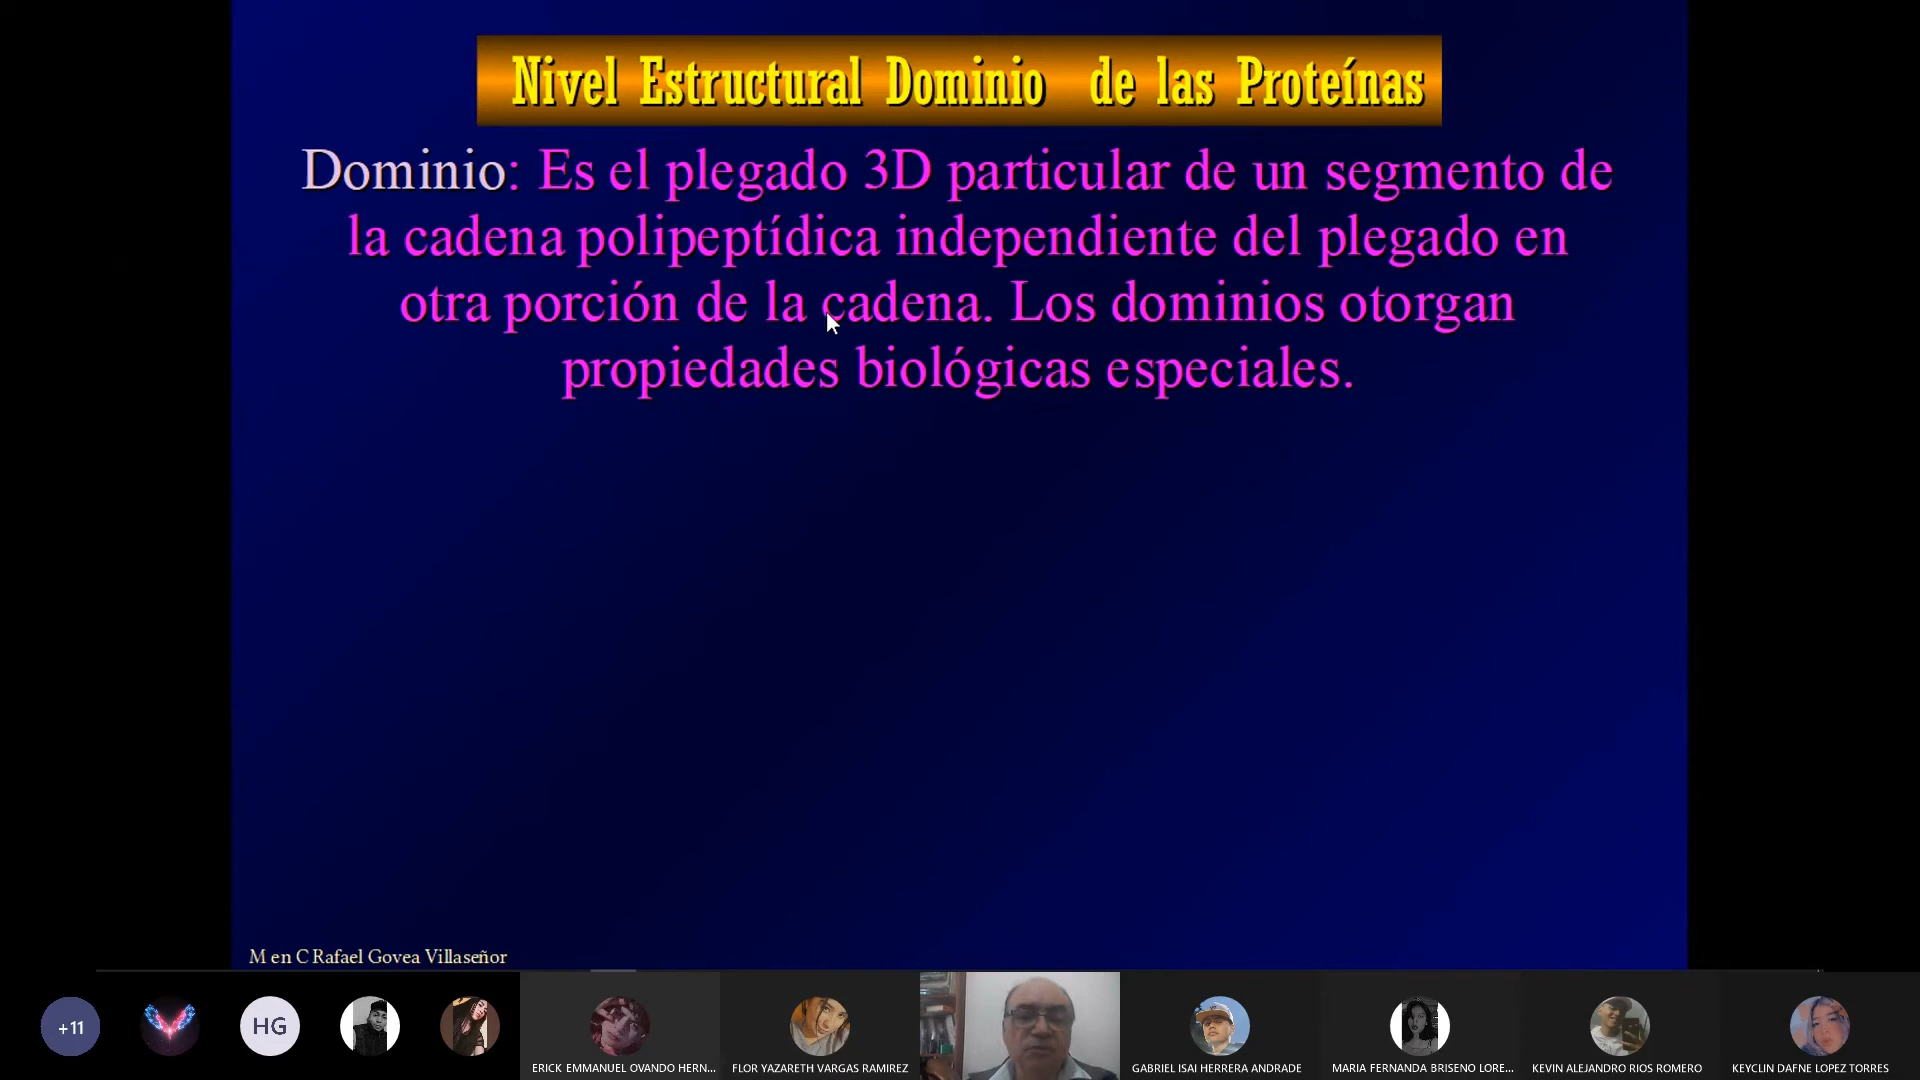 Nivel Estructural Dominio de las Proteínas
Dominio: Es el plegado 3D particular de un segmento de
la cadena polipeptídica independiente del plegado en
otra porción de la cadena. Los dominios otorgan
propiedades biológicas especiales.
M en C Rafael Govea Villaseñor
+11
HG
ERICK EMMANUEL OVANDO HERN...
FLOR YAZARETH VARGAS RAMIREZ
GABRIEL ISAI HERRERA ANDRADE
MARIA FERNANDA BRISENO LORE...
KEVIN ALEJANDRO RIOS ROMERO
KEYCLIN DAFNE LOPEZ TORRES